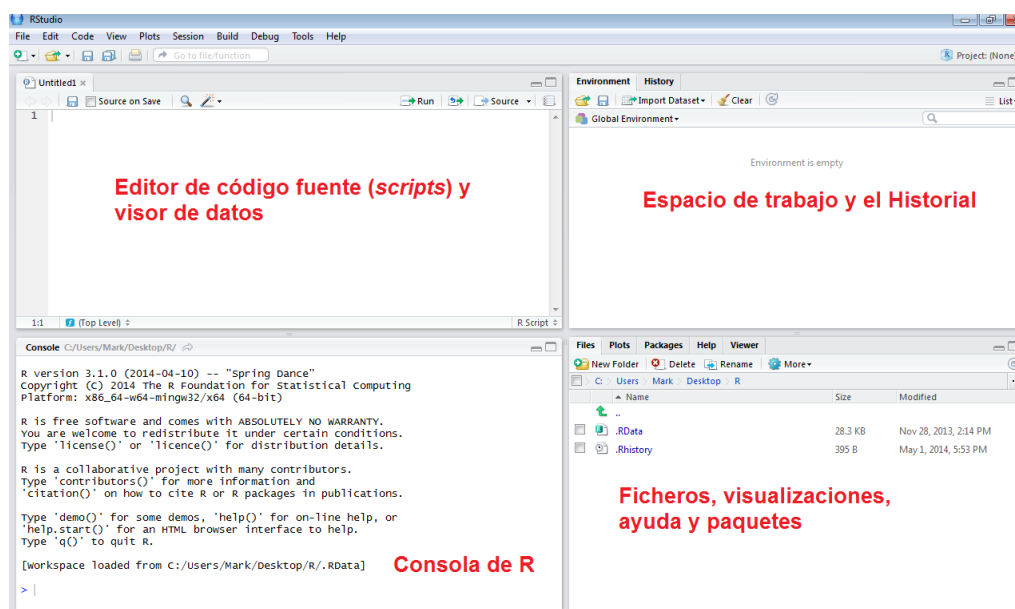 RStudio
File Edit Code View Plots Session Build Debug Tools Help
Go to file/function
Project: (None)
Untitled1
Source on Save
Run
Source
1
Editor de código fuente (scripts) y
visor de datos
1:1
(Top Level)
R Script
Environment History
Import Dataset
Clear
List
Global Environment
Environment is empty
Espacio de trabajo y el Historial
Console C:/Users/Mark/Desktop/R/
R version 3.1.0 (2014-04-10) -- "Spring Dance"
Copyright (C) 2014 The R Foundation for Statistical Computing
Platform: x86_64-w64-mingw32/x64 (64-bit)
R is free software and comes with ABSOLUTELY NO WARRANTY.
You are welcome to redistribute it under certain conditions.
Type 'license()' or 'licence()' for distribution details.
R is a collaborative project with many contributors.
Type 'contributors()' for more information and
'citation()' on how to cite R or R packages in publications.
Type 'demo()' for some demos, 'help()' for on-line help, or
'help.start()' for an HTML browser interface to help.
Type 'q()' to quit R.
[Workspace loaded from C:/Users/Mark/Desktop/R/.RData]
>
Consola de R
Files Plots Packages Help Viewer
New Folder Delete Rename More
C: Users Mark Desktop R
Name Size Modified
..
.RData 28.3 KB Nov 28, 2013, 2:14 PM
.Rhistory 395 B May 1, 2014, 5:53 PM
Ficheros, visualizaciones,
ayuda y paquetes